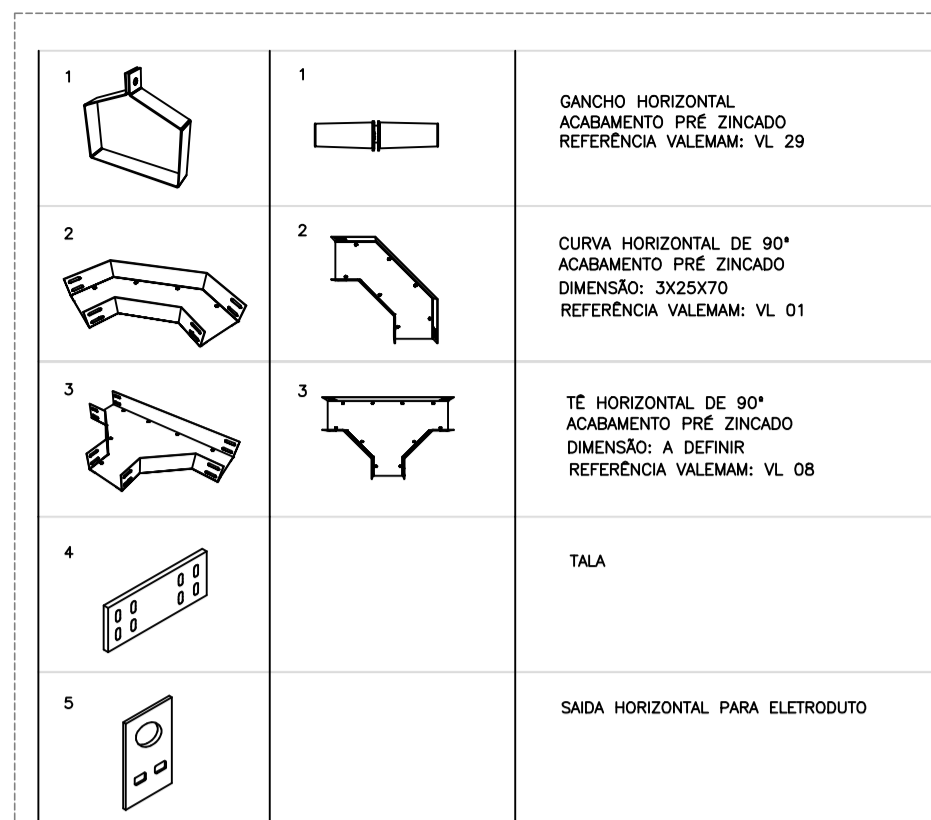 1
1
GANCHO HORIZONTAL
ACABAMENTO PRÉ ZINCADO
REFERÊNCIA VALEMAM: VL 29
2
2
CURVA HORIZONTAL DE 90°
ACABAMENTO PRÉ ZINCADO
DIMENSÃO: 3X25X70
REFERÊNCIA VALEMAM: VL 01
3
3
TÊ HORIZONTAL DE 90°
ACABAMENTO PRÉ ZINCADO
DIMENSÃO: A DEFINIR
REFERÊNCIA VALEMAM: VL 08
4
TALA
5
SAIDA HORIZONTAL PARA ELETRODUTO